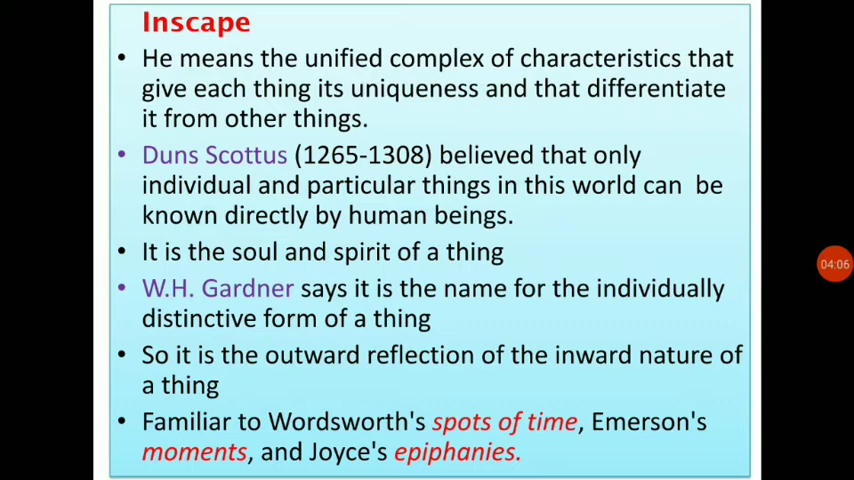 Inscape
• He means the unified complex of characteristics that
give each thing its uniqueness and that differentiate
it from other things.
• Duns Scottus (1265-1308) believed that only
individual and particular things in this world can be
known directly by human beings.
• It is the soul and spirit of a thing
• W.H. Gardner says it is the name for the individually
distinctive form of a thing
• So it is the outward reflection of the inward nature of
a thing
• Familiar to Wordsworth's spots of time, Emerson's
moments, and Joyce's epiphanies.
04:06